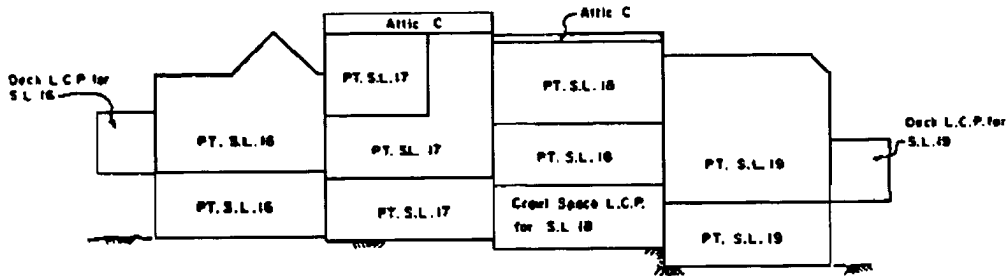 Attic C
Attic C
Deck L.C.P. for
S.L. 16
PT. S.L. 17
PT. S.L. 18
Deck L.C.P. for
S.L. 19
PT. S.L. 16
PT. S.L. 17
PT. S.L. 18
PT. S.L. 19
PT. S.L. 16
PT. S.L. 17
Crawl Space L.C.P.
for S.L. 18
PT. S.L. 19